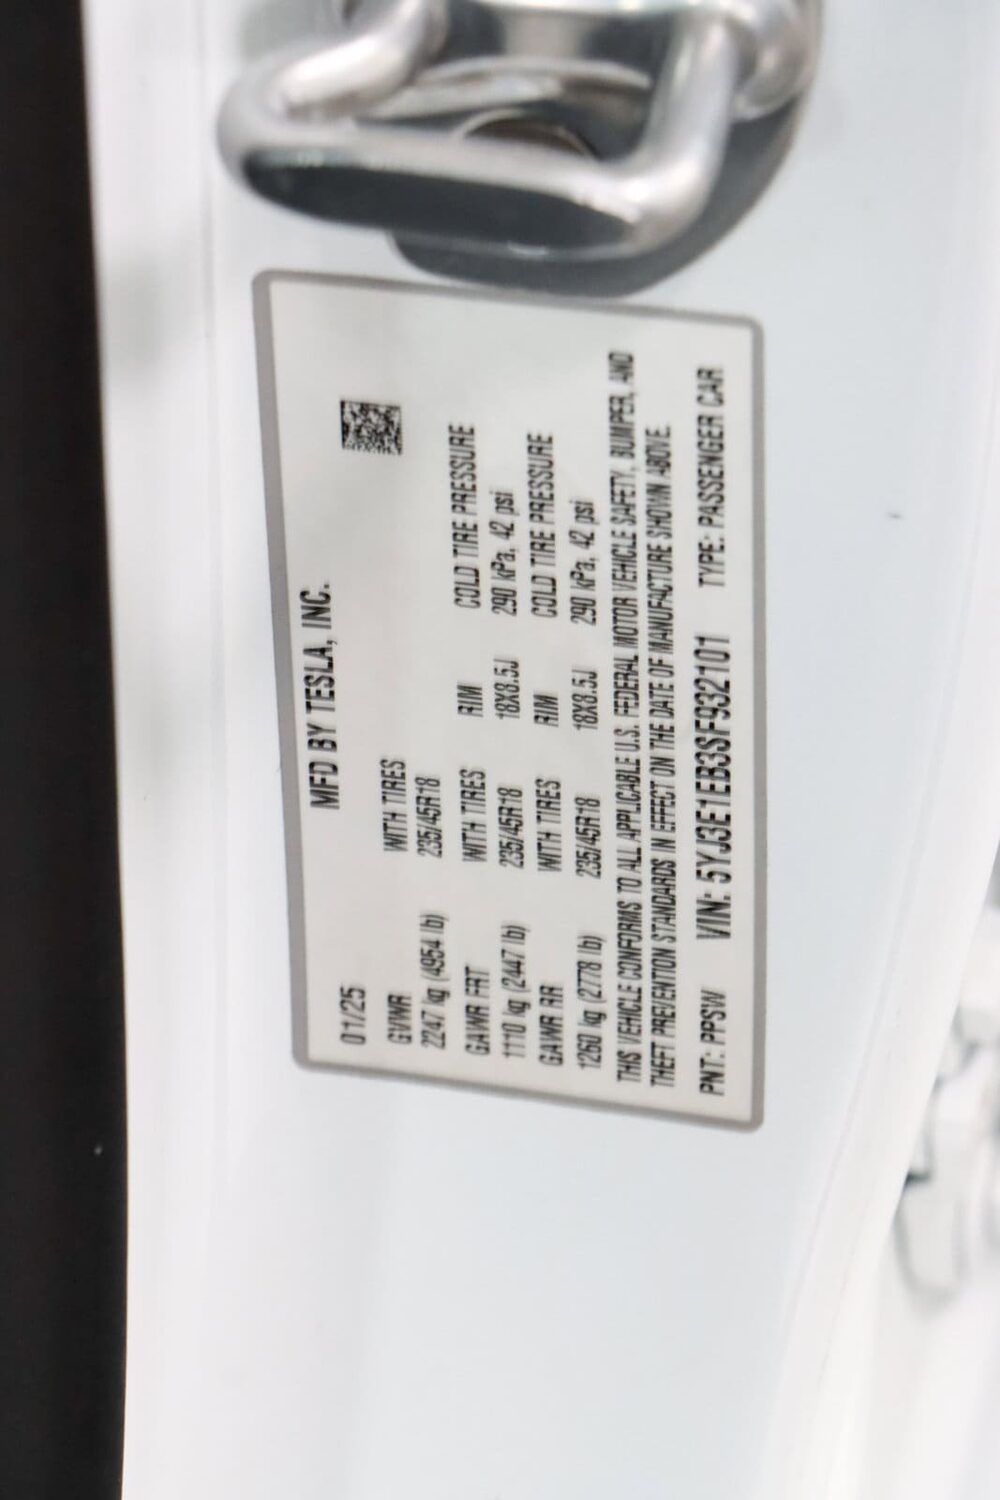 MFD BY TESLA, INC.
01/25
GVWR WITH TIRES
2247 kg (4954 lb) 235/45R18
GAWR FRT WITH TIRES RIM COLD TIRE PRESSURE
1110 kg (2447 lb) 235/45R18 18X8.5J 290 kPa, 42 psi
GAWR RR WITH TIRES RIM COLD TIRE PRESSURE
1260 kg (2778 lb) 235/45R18 18X8.5J 290 kPa, 42 psi
THIS VEHICLE CONFORMS TO ALL APPLICABLE U.S. FEDERAL MOTOR VEHICLE SAFETY, BUMPER, AND
THEFT PREVENTION STANDARDS IN EFFECT ON THE DATE OF MANUFACTURE SHOWN ABOVE.
PNT: PPSW VIN: 5YJ3E1EB3SF932101 TYPE: PASSENGER CAR